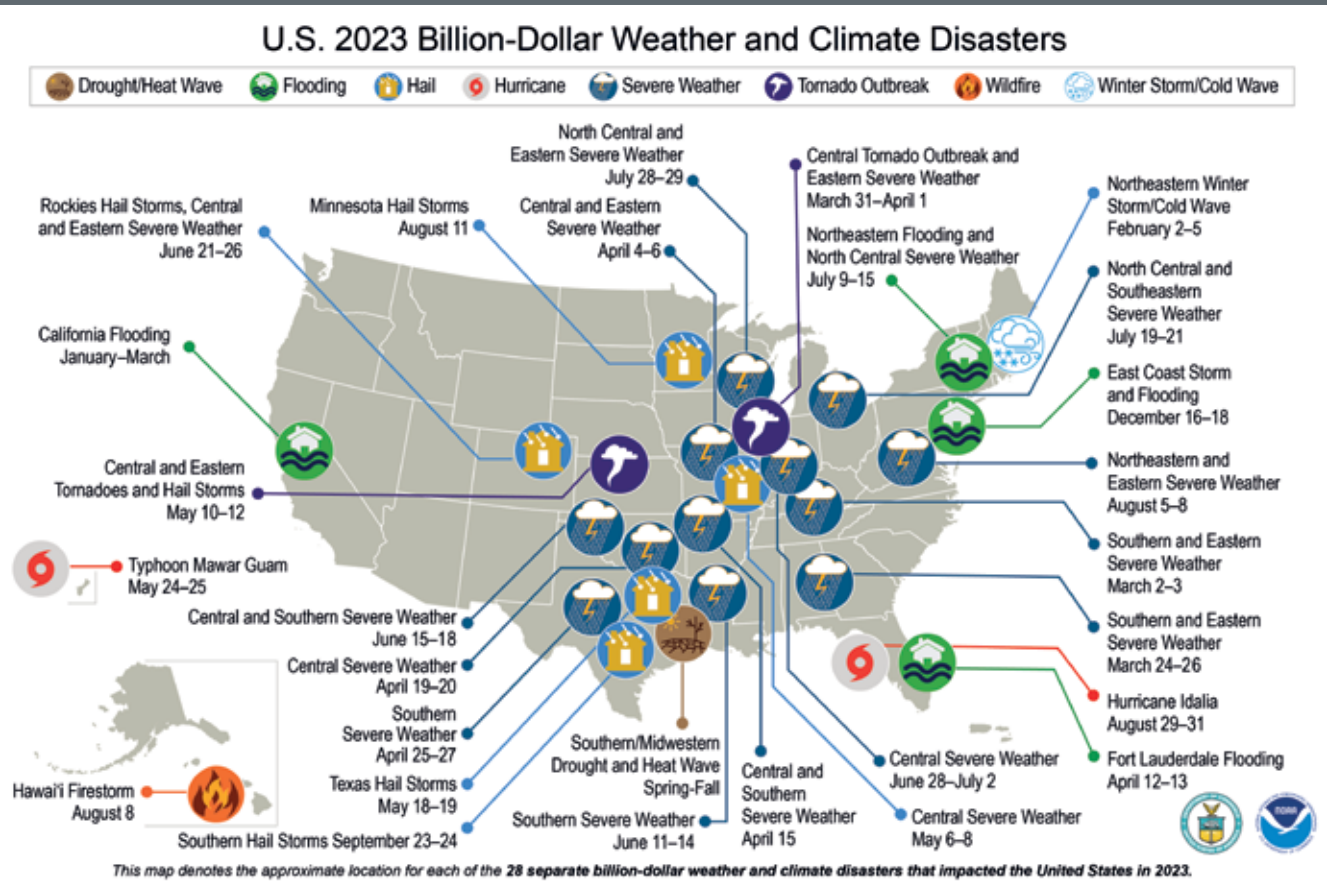 U.S. 2023 Billion-Dollar Weather and Climate Disasters
Drought/Heat Wave
Flooding
Hail
Hurricane
Severe Weather
Tornado Outbreak
Wildfire
Winter Storm/Cold Wave
North Central and
Eastern Severe Weather
July 28–29
Central Tornado Outbreak and
Eastern Severe Weather
March 31–April 1
Northeastern Winter
Storm/Cold Wave
February 2–5
Rockies Hail Storms, Central
and Eastern Severe Weather
June 21–26
Minnesota Hail Storms
August 11
Central and Eastern
Severe Weather
April 4–6
Northeastern Flooding and
North Central Severe Weather
July 9–15
North Central and
Southeastern
Severe Weather
July 19–21
California Flooding
January–March
East Coast Storm
and Flooding
December 16–18
Central and Eastern
Tornadoes and Hail Storms
May 10–12
Northeastern and
Eastern Severe Weather
August 5–8
Southern and Eastern
Severe Weather
March 2–3
Typhoon Mawar Guam
May 24–25
Central and Southern Severe Weather
June 15–18
Southern and Eastern
Severe Weather
March 24–26
Central Severe Weather
April 19–20
Hurricane Idalia
August 29–31
Southern
Severe Weather
April 25–27
Southern/Midwestern
Drought and Heat Wave
Spring-Fall
Central and
Southern
Severe Weather
April 15
Central Severe Weather
June 28–July 2
Fort Lauderdale Flooding
April 12–13
Hawai'i Firestorm
August 8
Texas Hail Storms
May 18–19
Southern Severe Weather
June 11–14
Central Severe Weather
May 6–8
Southern Hail Storms September 23–24
NOAA
This map denotes the approximate location for each of the 28 separate billion-dollar weather and climate disasters that impacted the United States in 2023.